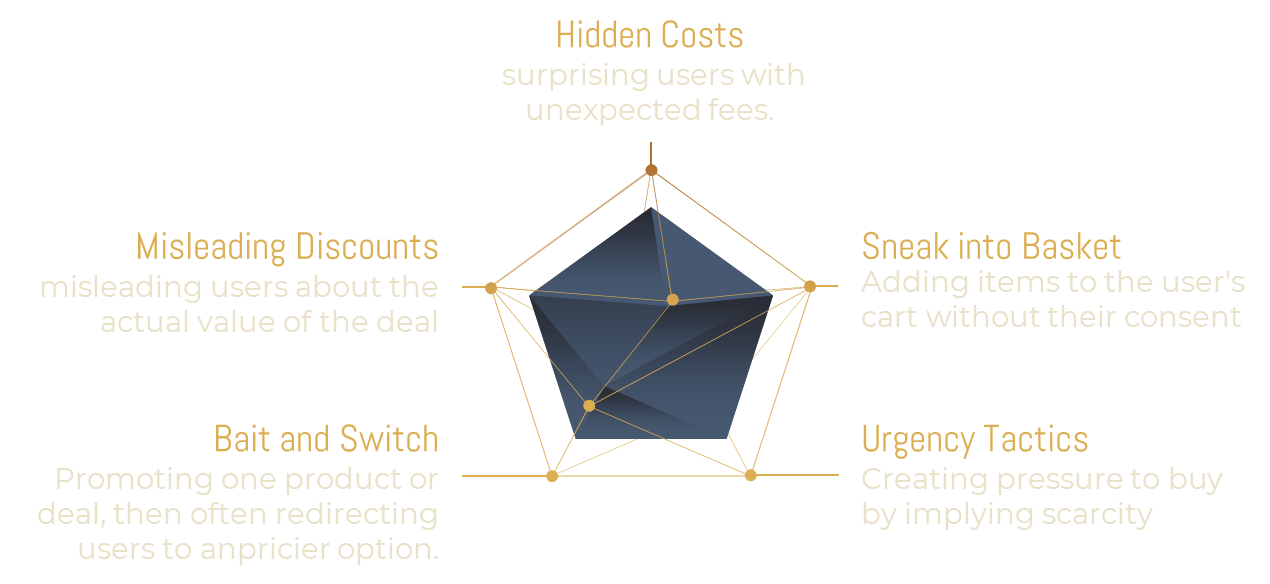 Hidden Costs
surprising users with
unexpected fees.
Misleading Discounts
misleading users about the
actual value of the deal
Sneak into Basket
Adding items to the user's
cart without their consent
Bait and Switch
Promoting one product or
deal, then often redirecting
users to anpricier option.
Urgency Tactics
Creating pressure to buy
by implying scarcity